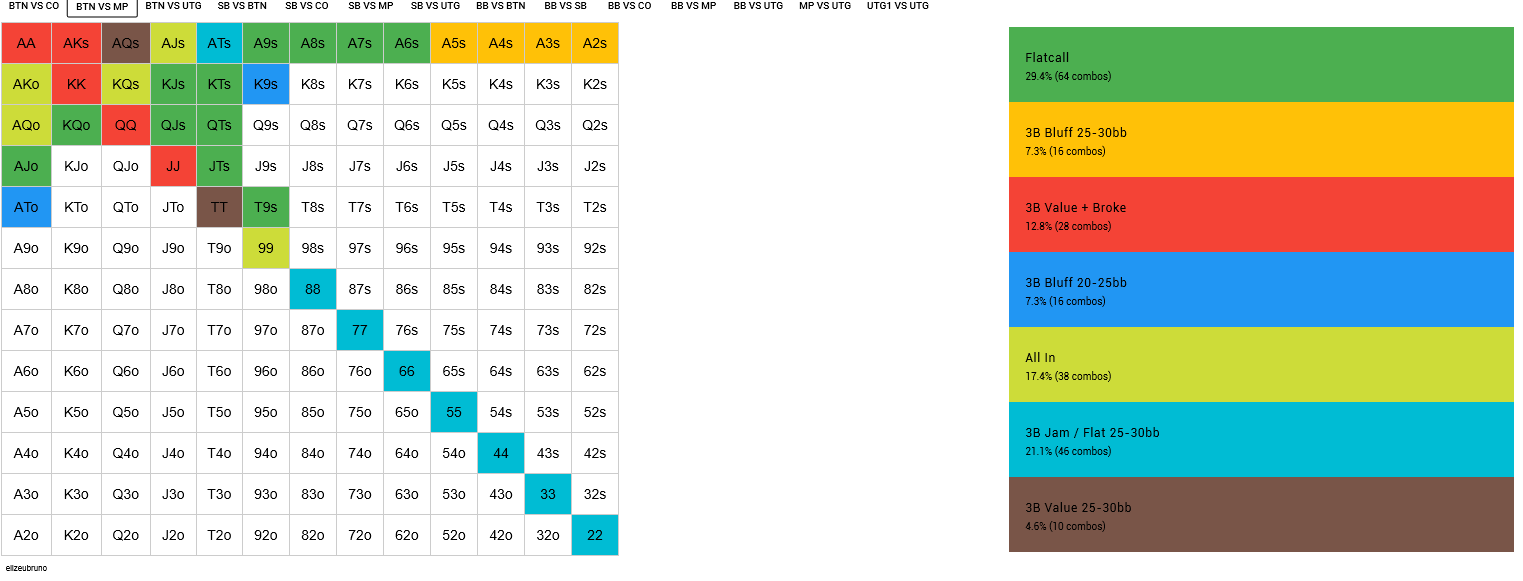 BTN VS CO BTN VS MP BTN VS UTG SB VS BTN SB VS CO SB VS MP SB VS UTG BB VS BTN BB VS SB BB VS CO BB VS MP BB VS UTG MP VS UTG UTG1 VS UTG
AA AKs AQs AJs ATs A9s A8s A7s A6s A5s A4s A3s A2s
AKo KK KQs KJs KTs K9s K8s K7s K6s K5s K4s K3s K2s
AQo KQo QQ QJs QTs Q9s Q8s Q7s Q6s Q5s Q4s Q3s Q2s
AJo KJo QJo JJ JTs J9s J8s J7s J6s J5s J4s J3s J2s
ATo KTo QTo JTo TT T9s T8s T7s T6s T5s T4s T3s T2s
A9o K9o Q9o J9o T9o 99 98s 97s 96s 95s 94s 93s 92s
A8o K8o Q8o J8o T8o 98o 88 87s 86s 85s 84s 83s 82s
A7o K7o Q7o J7o T7o 97o 87o 77 76s 75s 74s 73s 72s
A6o K6o Q6o J6o T6o 96o 86o 76o 66 65s 64s 63s 62s
A5o K5o Q5o J5o T5o 95o 85o 75o 65o 55 54s 53s 52s
A4o K4o Q4o J4o T4o 94o 84o 74o 64o 54o 44 43s 42s
A3o K3o Q3o J3o T3o 93o 83o 73o 63o 53o 43o 33 32s
A2o K2o Q2o J2o T2o 92o 82o 72o 62o 52o 42o 32o 22
elizeubruno
Flatcall
29.4% (64 combos)
3B Bluff 25-30bb
7.3% (16 combos)
3B Value + Broke
12.8% (28 combos)
3B Bluff 20-25bb
7.3% (16 combos)
All In
17.4% (38 combos)
3B Jam / Flat 25-30bb
21.1% (46 combos)
3B Value 25-30bb
4.6% (10 combos)